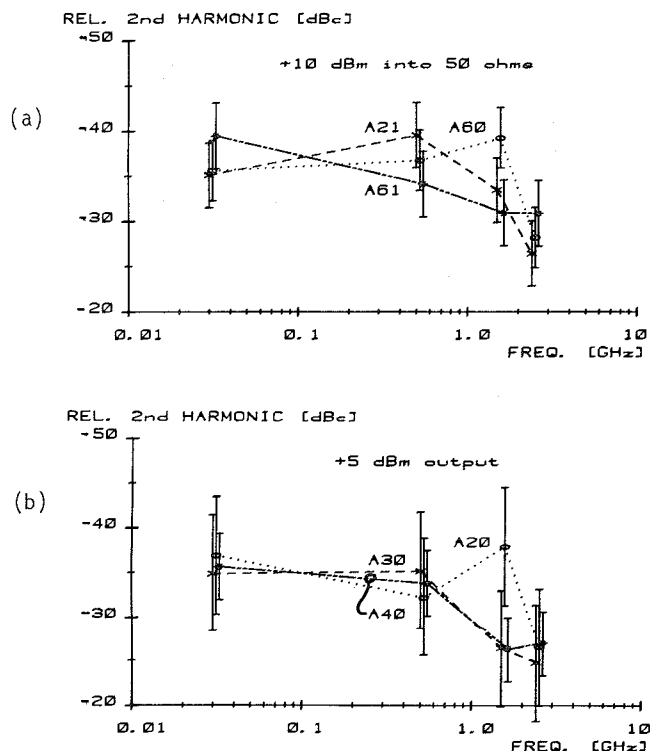 REL. 2nd HARMONIC [dBc]
-50
+10 dBm into 50 ohms
(a)
-40
A21
A60
A61
-30
-20
0.01
0.1
1.0
10
FREQ. [GHz]
REL. 2nd HARMONIC [dBc]
-50
+5 dBm output
(b)
-40
A30
A20
A40
-30
-20
0.01
0.1
1.0
10
FREQ. [GHz]